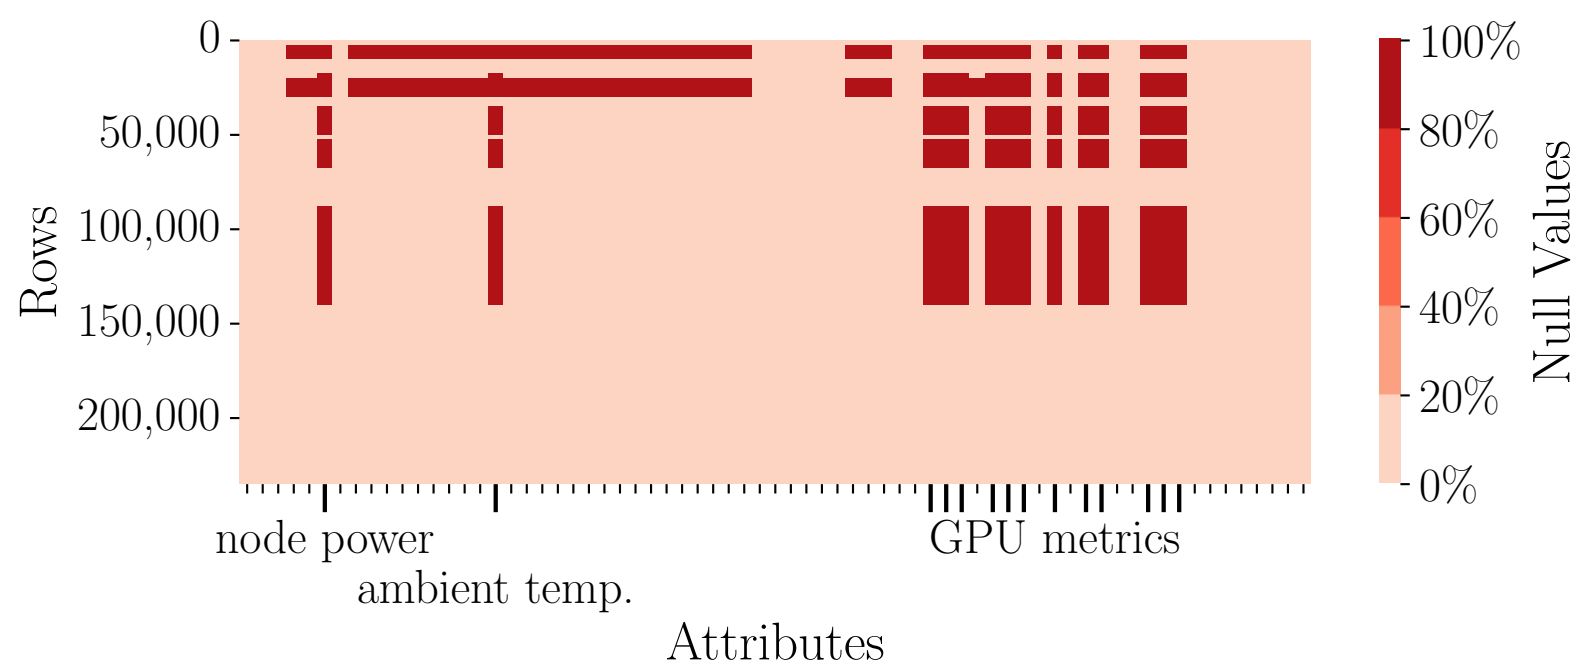 0
50,000
100,000
150,000
200,000
Rows
node power
ambient temp.
GPU metrics
Attributes
100%
80%
60%
40%
20%
0%
Null Values